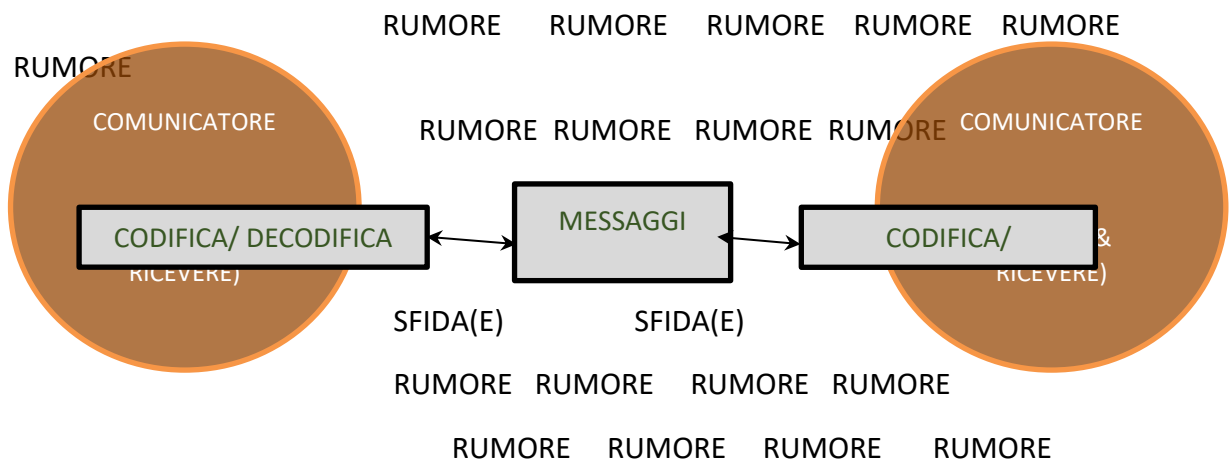 RUMORE RUMORE RUMORE RUMORE RUMORE
RUMORE
COMUNICATORE
RUMORE RUMORE RUMORE RUMORE
COMUNICATORE
CODIFICA/ DECODIFICA
MESSAGGI
CODIFICA/
&
RICEVERE)
RICEVERE)
SFIDA(E) SFIDA(E)
RUMORE RUMORE RUMORE RUMORE
RUMORE RUMORE RUMORE RUMORE